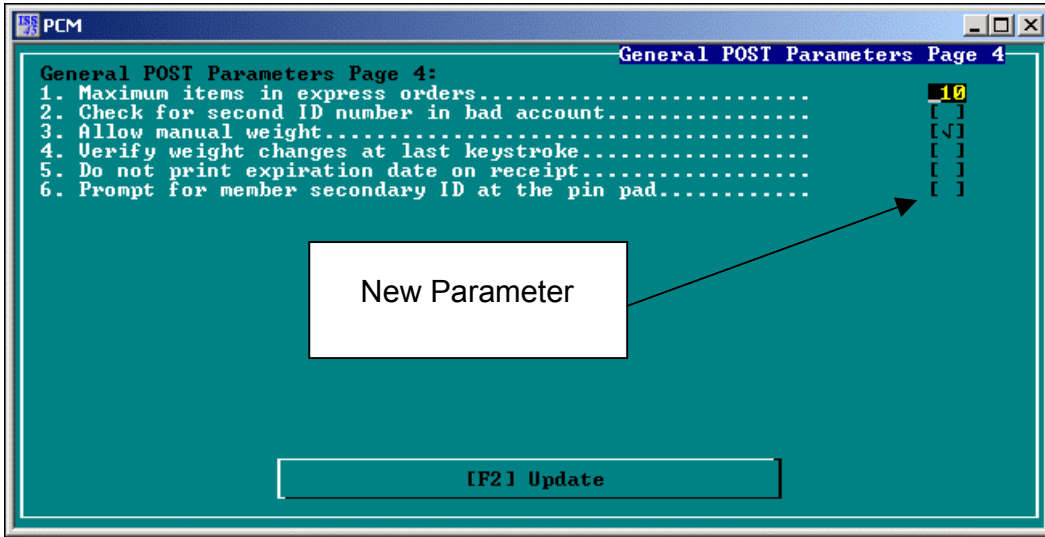 ISS 45 PCM
General POST Parameters Page 4
General POST Parameters Page 4:
1. Maximum items in express orders.......................... 10
2. Check for second ID number in bad account................ [ ]
3. Allow manual weight...................................... [√]
4. Verify weight changes at last keystroke.................. [ ]
5. Do not print expiration date on receipt.................. [ ]
6. Prompt for member secondary ID at the pin pad............ [ ]
New Parameter
[F2] Update